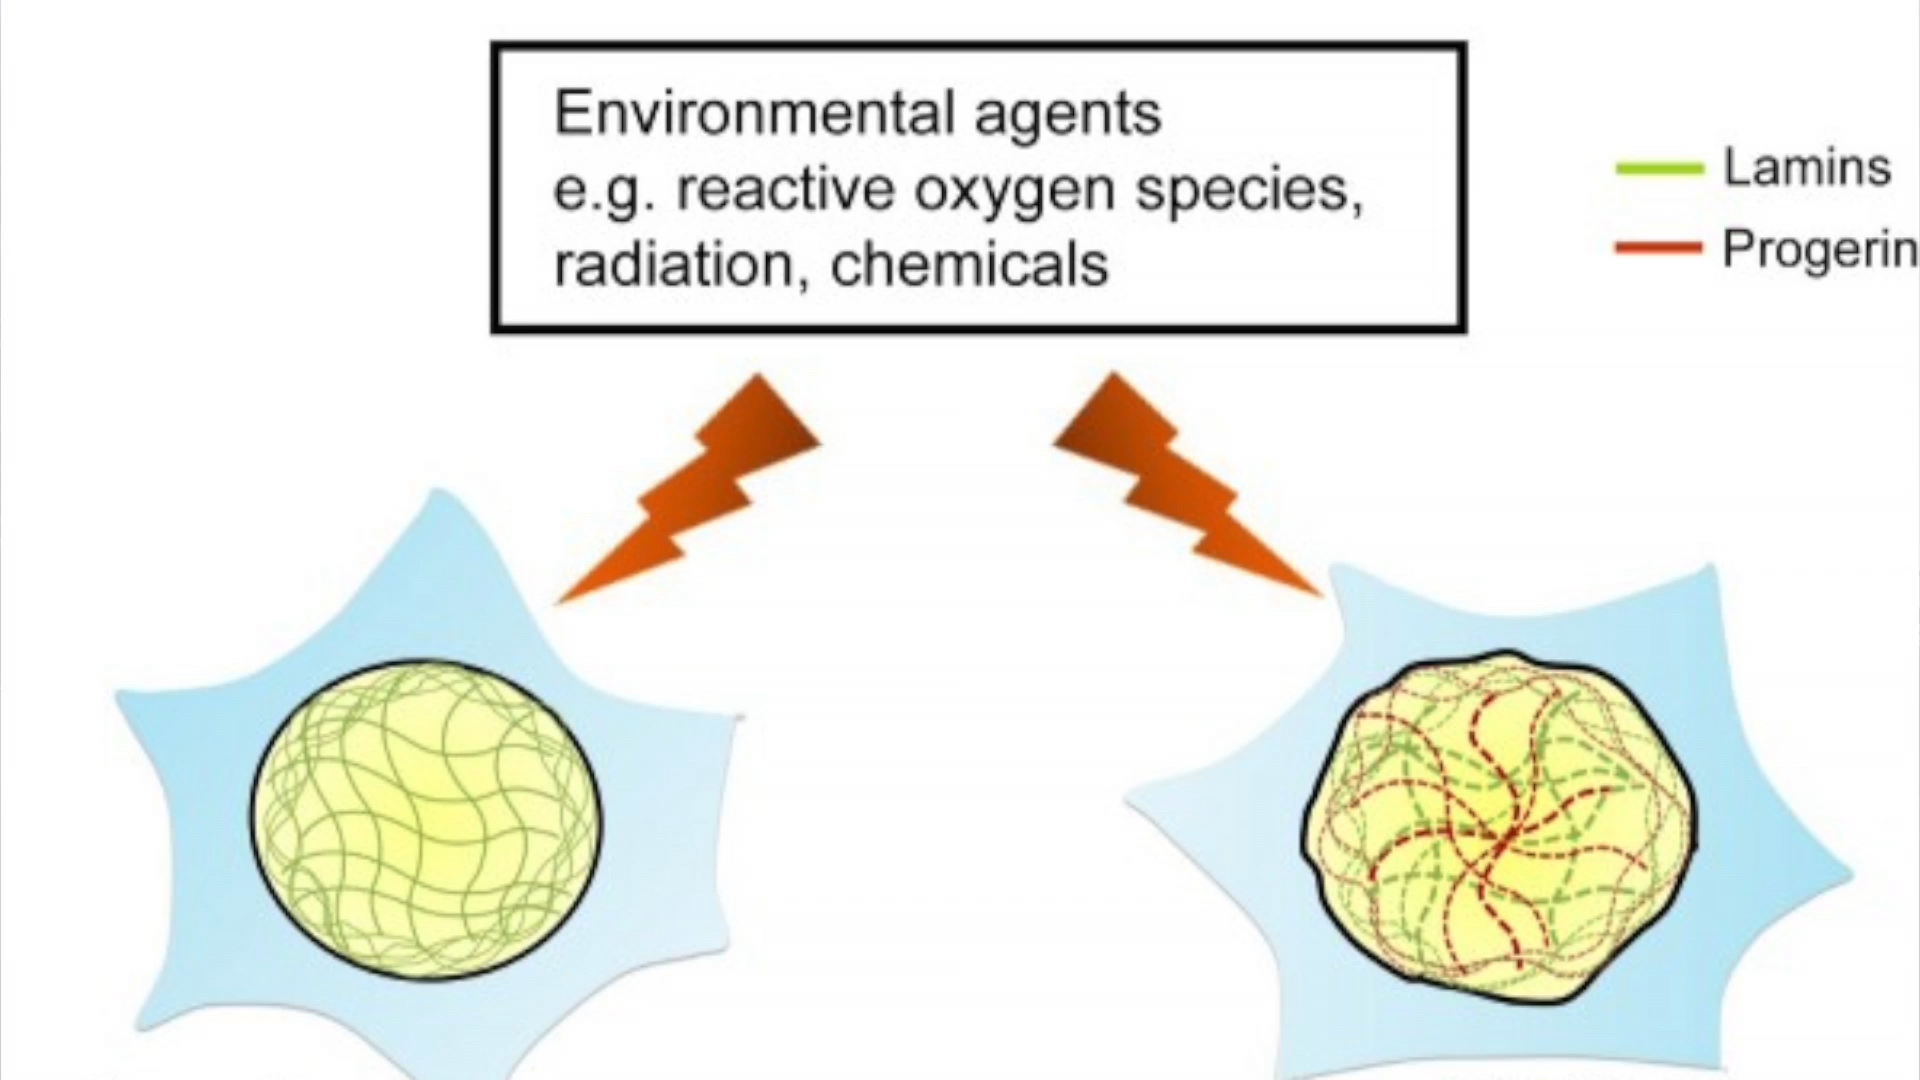 Environmental agents
e.g. reactive oxygen species,
radiation, chemicals
Lamins
Progerin